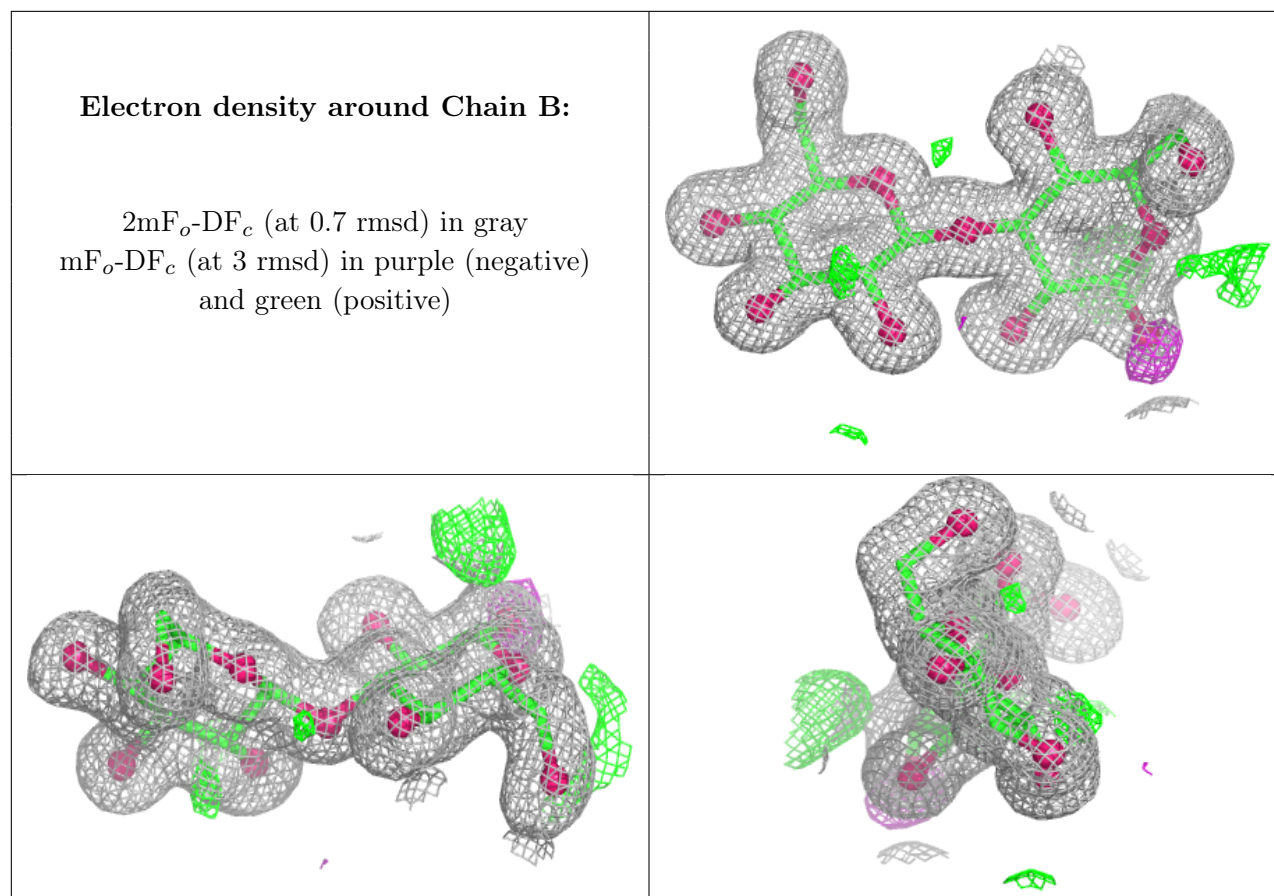 Electron density around Chain B:
2mFₒ-DF𝑐 (at 0.7 rmsd) in gray
mFₒ-DF𝑐 (at 3 rmsd) in purple (negative)
and green (positive)